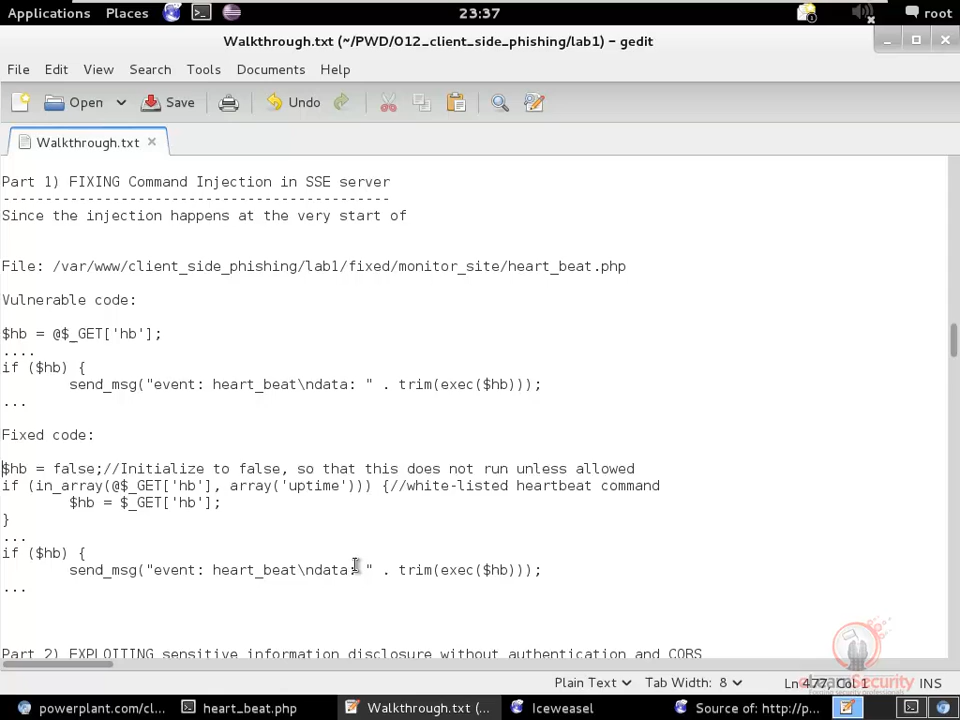 Applications Places 23:37 root
Walkthrough.txt (~/PWD/012_client_side_phishing/lab1) - gedit
File Edit View Search Tools Documents Help
Open Save Undo
Walkthrough.txt
Part 1) FIXING Command Injection in SSE server
----------------------------------------------
Since the injection happens at the very start of
File: /var/www/client_side_phishing/lab1/fixed/monitor_site/heart_beat.php
Vulnerable code:
$hb = @$_GET['hb'];
....
if ($hb) {
send_msg("event: heart_beat\ndata: " . trim(exec($hb)));
...
Fixed code:
$hb = false;//Initialize to false, so that this does not run unless allowed
if (in_array(@$_GET['hb'], array('uptime'))) {//white-listed heartbeat command
$hb = $_GET['hb'];
}
...
if ($hb) {
send_msg("event: heart_beat\ndata: " . trim(exec($hb)));
...
Part 2) EXPLOITING sensitive information disclosure without authentication and CORS
Plain Text Tab Width: 8 Ln 477, Col 1 INS
powerplant.com/cl... heart_beat.php Walkthrough.txt (... Iceweasel Source of: http://p...